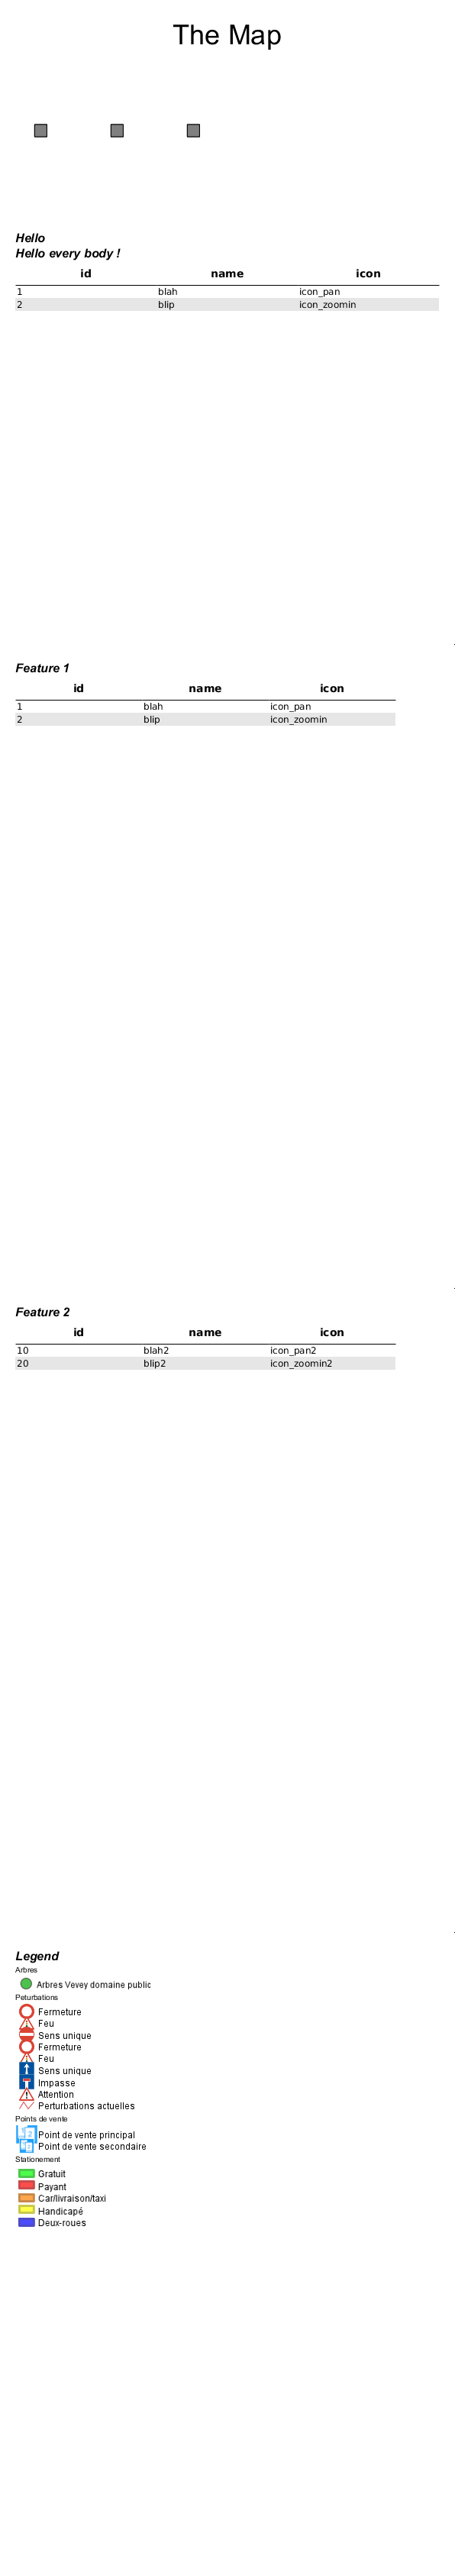 The Map
Hello
Hello every body !
id name icon
1 blah icon_pan
2 blip icon_zoomin
Feature 1
id name icon
1 blah icon_pan
2 blip icon_zoomin
Feature 2
id name icon
10 blah2 icon_pan2
20 blip2 icon_zoomin2
Legend
Arbres
Arbres Vevey domaine public
Peturbations
Fermeture
Feu
Sens unique
Fermeture
Feu
Sens unique
Impasse
Attention
Perturbations actuelles
Points de vente
Point de vente principal
Point de vente secondaire
Stationement
Gratuit
Payant
Car/livraison/taxi
Handicapé
Deux-roues